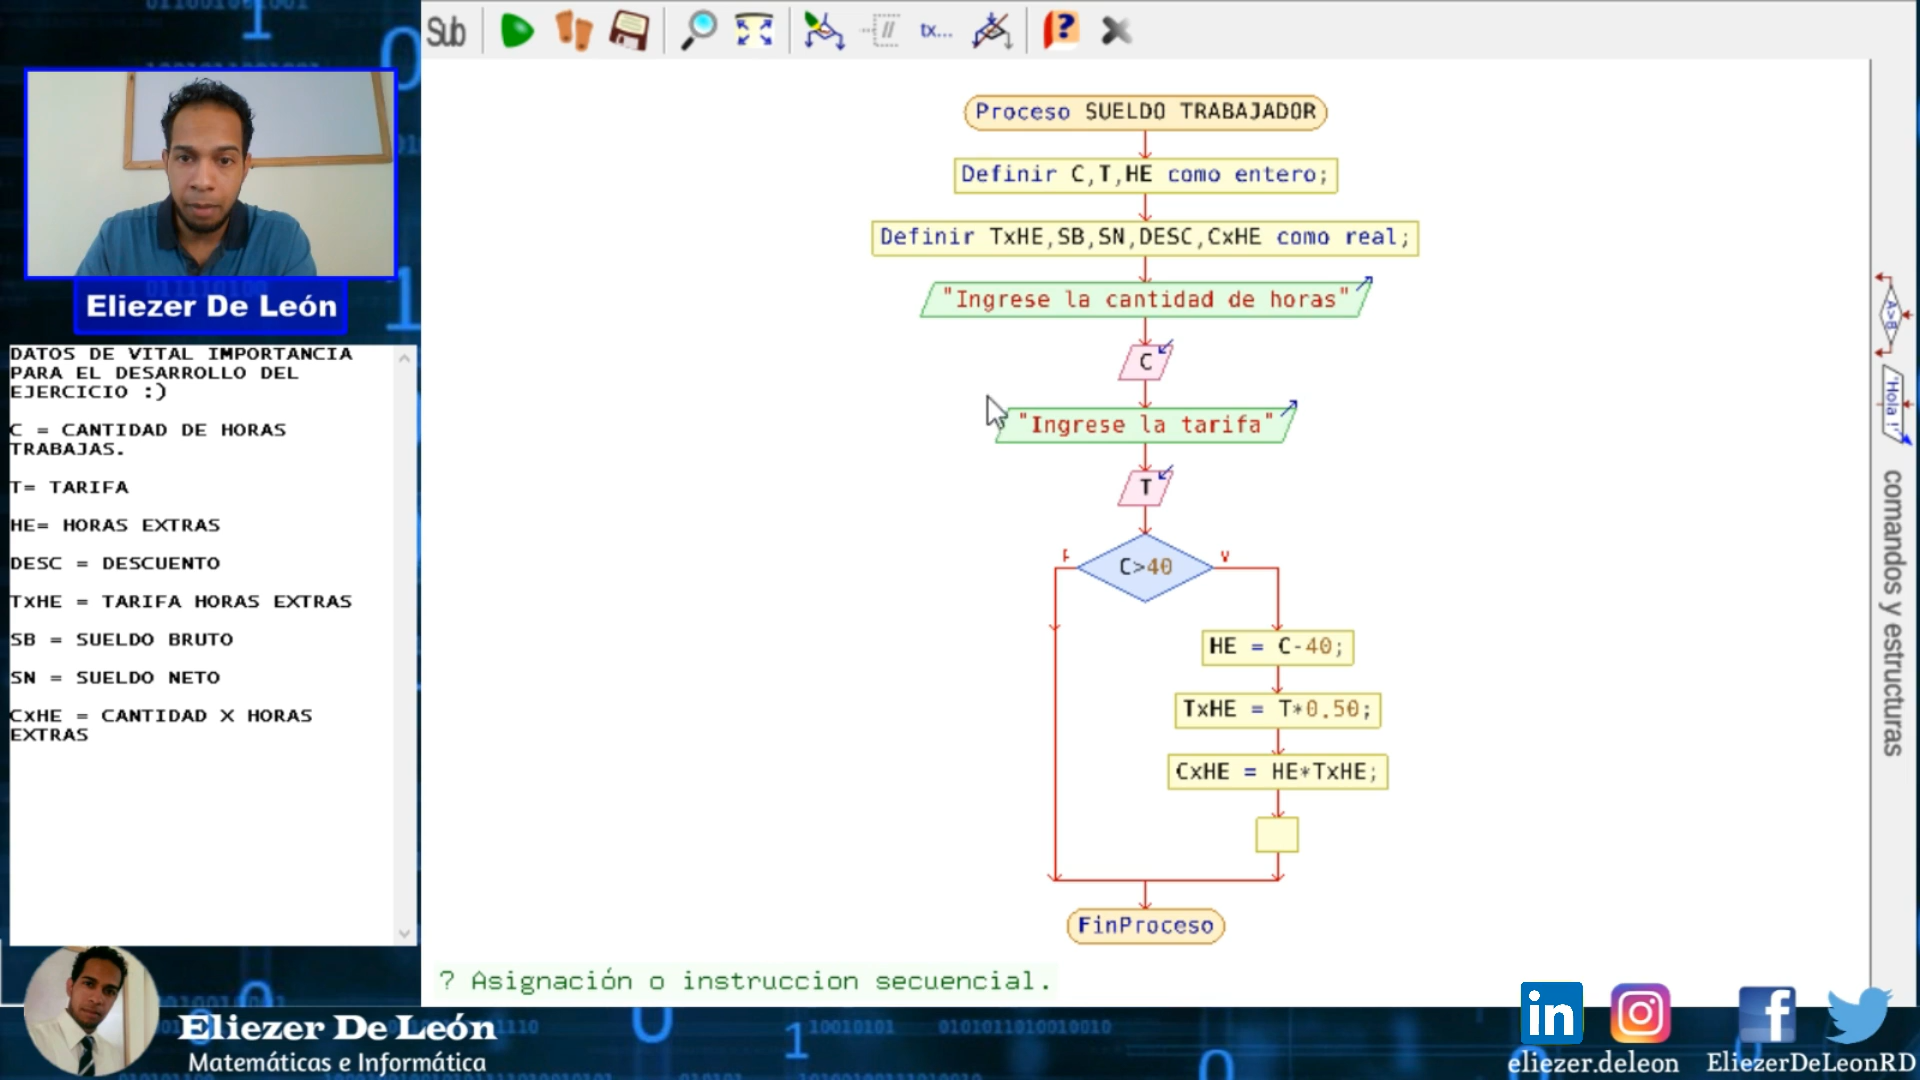 Sub
tx...
?
Proceso SUELDO TRABAJADOR
Definir C,T,HE como entero;
Definir TxHE,SB,SN,DESC,CxHE como real;
"Ingrese la cantidad de horas"
C
"Ingrese la tarifa"
T
F
V
C>40
HE = C-40;
TxHE = T*0.50;
CxHE = HE*TxHE;
FinProceso
? Asignación o instruccion secuencial.
A>B
"Hola !"
comandos y estructuras
Eliezer De León
DATOS DE VITAL IMPORTANCIA
PARA EL DESARROLLO DEL
EJERCICIO :)
C = CANTIDAD DE HORAS
TRABAJAS.
T= TARIFA
HE= HORAS EXTRAS
DESC = DESCUENTO
TxHE = TARIFA HORAS EXTRAS
SB = SUELDO BRUTO
SN = SUELDO NETO
CxHE = CANTIDAD X HORAS
EXTRAS
Eliezer De León
Matemáticas e Informática
in
f
eliezer.deleon
EliezerDeLeonRD